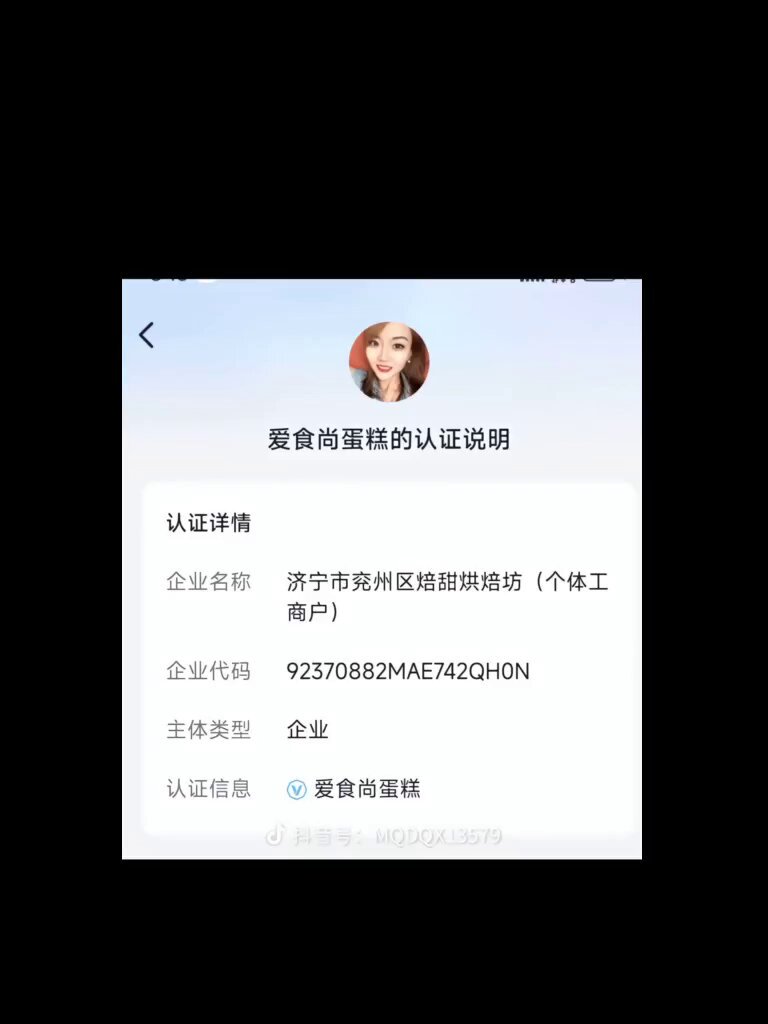 爱食尚蛋糕的认证说明
认证详情
企业名称 济宁市兖州区焙甜烘焙坊（个体工
商户）
企业代码 92370882MAE742QH0N
主体类型 企业
认证信息 爱食尚蛋糕
抖音号：MQDQX_13579